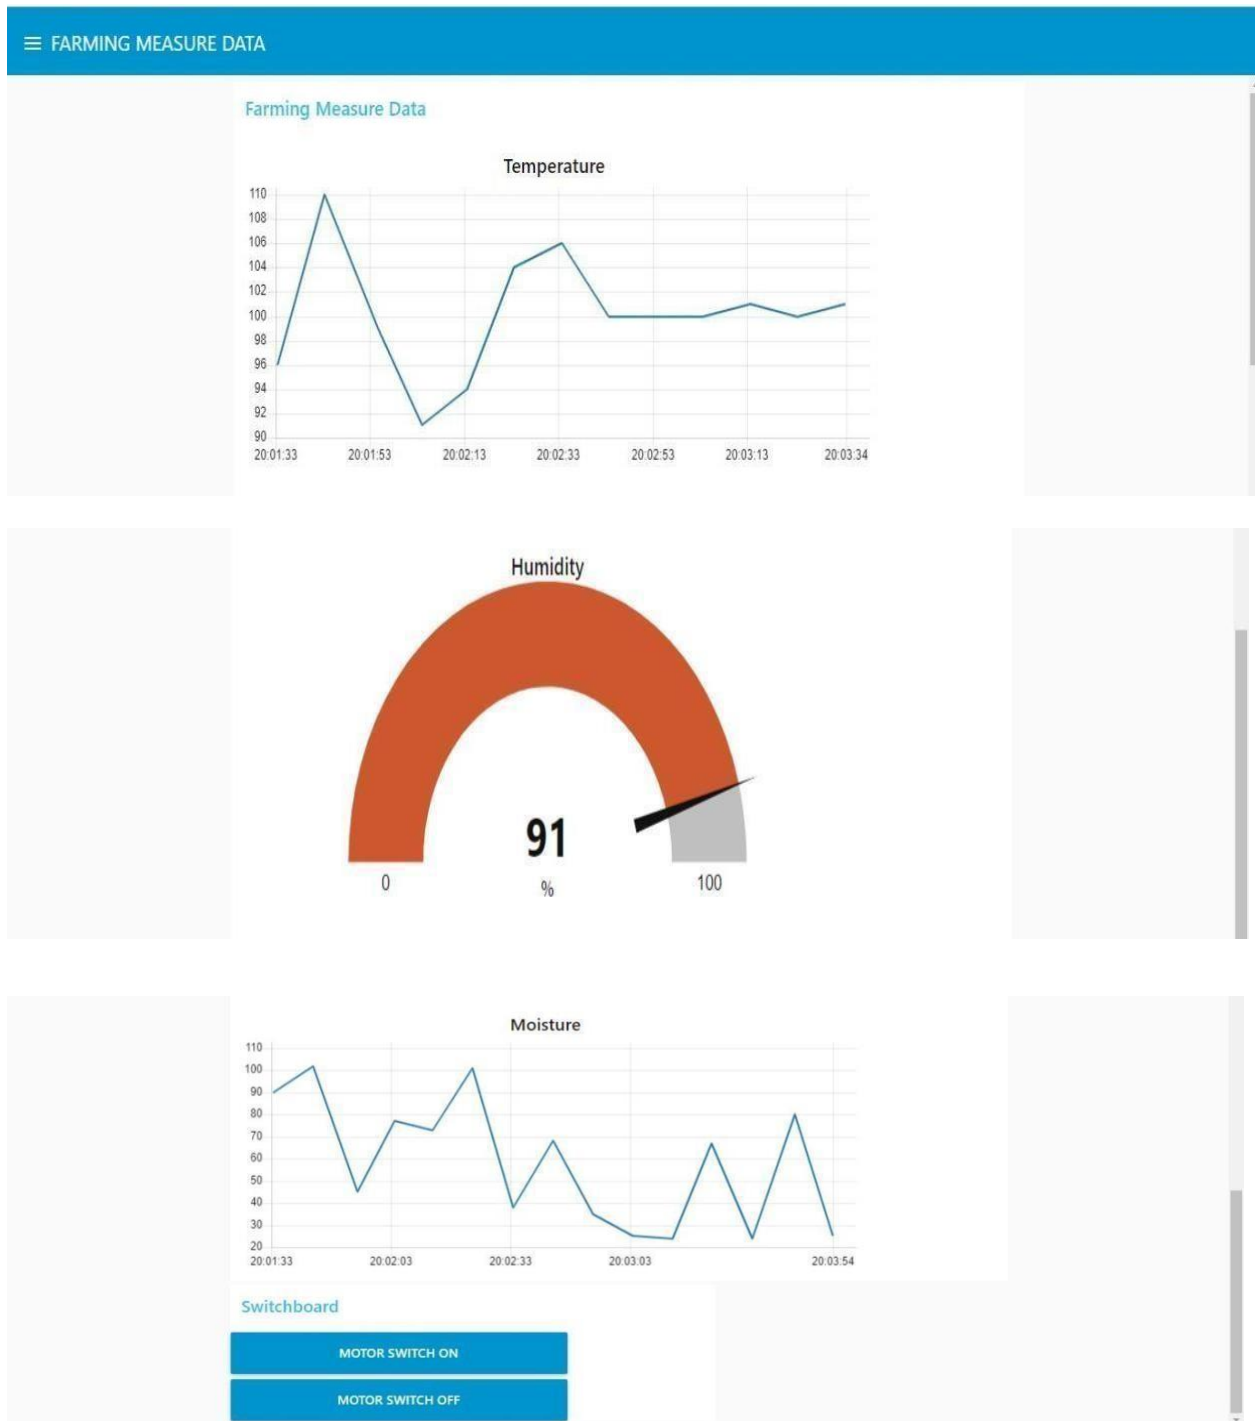 FARMING MEASURE DATA
Farming Measure Data
Temperature
110
108
106
104
102
100
98
96
94
92
90
20:01:33 20:01:53 20:02:13 20:02:33 20:02:53 20:03:13 20:03:34
Humidity
91
0 % 100
Moisture
110
100
90
80
70
60
50
40
30
20
20:01:33 20:02:03 20:02:33 20:03:03 20:03:54
Switchboard
MOTOR SWITCH ON
MOTOR SWITCH OFF